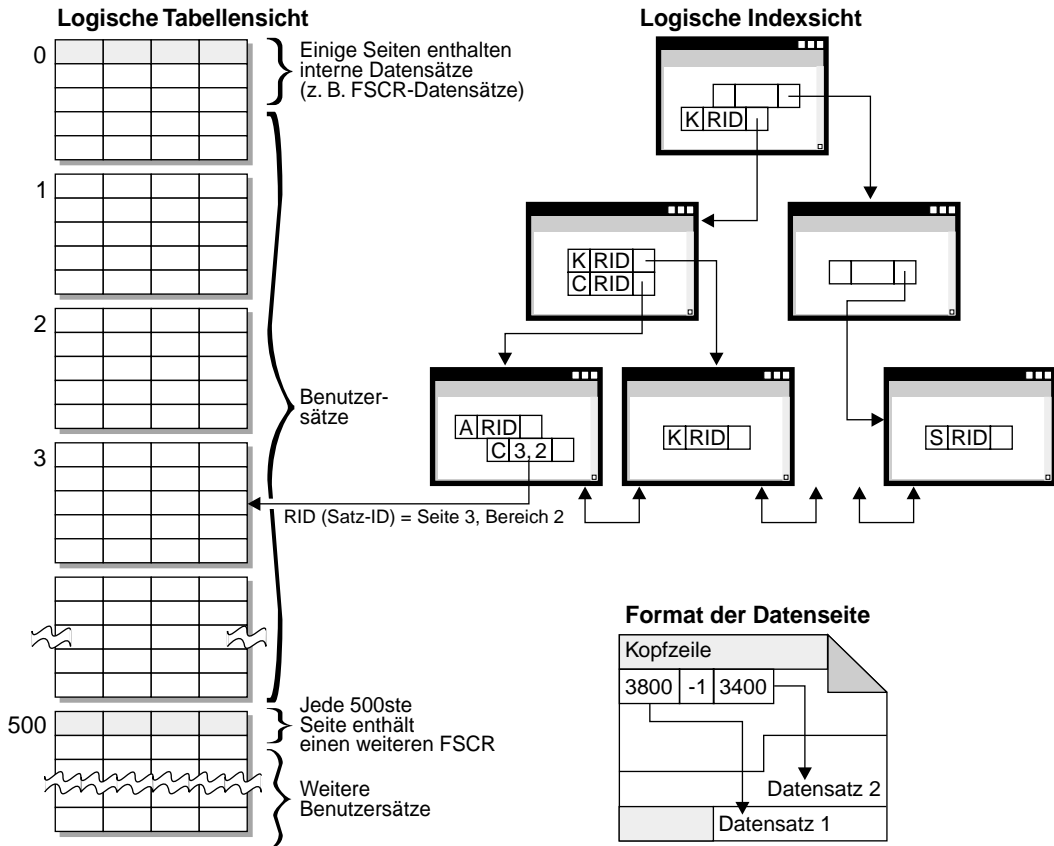 Logische Tabellensicht
0
Einige Seiten enthalten
interne Datensätze
(z. B. FSCR-Datensätze)
1
2
Benutzer-
sätze
3
RID (Satz-ID) = Seite 3, Bereich 2
500
Jede 500ste
Seite enthält
einen weiteren FSCR
Weitere
Benutzersätze
Logische Indexsicht
K RID
K RID
C RID
A RID
C 3, 2
K RID
S RID
Format der Datenseite
Kopfzeile
3800 -1 3400
Datensatz 2
Datensatz 1